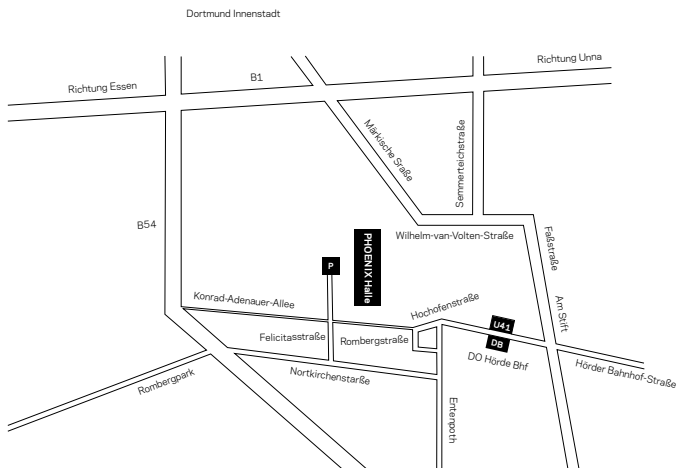 Dortmund Innenstadt
Richtung Unna
B1
Richtung Essen
Märkische Sraße
Semmerteichstraße
B54
Wilhelm-van-Volten-Straße
Faßstraße
PHOENIX Halle
P
Konrad-Adenauer-Allee
Hochofenstraße
Am Stift
U41
DB
Felicitasstraße
Rombergstraße
DO Hörde Bhf
Hörder Bahnhof-Straße
Rombergpark
Nortkirchenstarße
Entenpoth